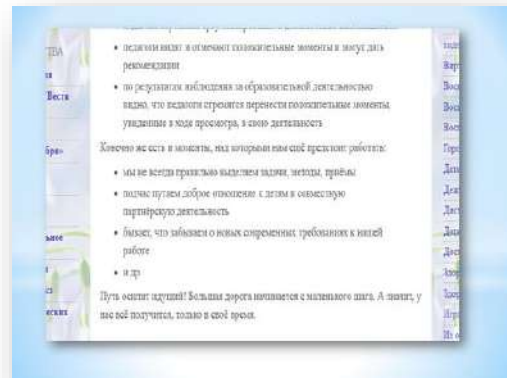 ТВА
педагоги видят и отмечают положительные моменты и могут дать
рекомендации
по результатам наблюдения за образовательной деятельностью
видно, что педагоги стремятся перенести положительные моменты,
увиденные в ходе просмотра, в свою деятельность
Конечно же есть и моменты, над которыми нам ещё предстоит работать:
мы не всегда правильно выделяем задачи, методы, приёмы
подчас путаем доброе отношение с детьми и совместную
партнёрскую деятельность
бывает, что забываем о новых современных требованиях к нашей
работе
и др
Путь осилит идущий! Большая дорога начинается с маленького шага. А значит, у
нас всё получится, только в своё время.